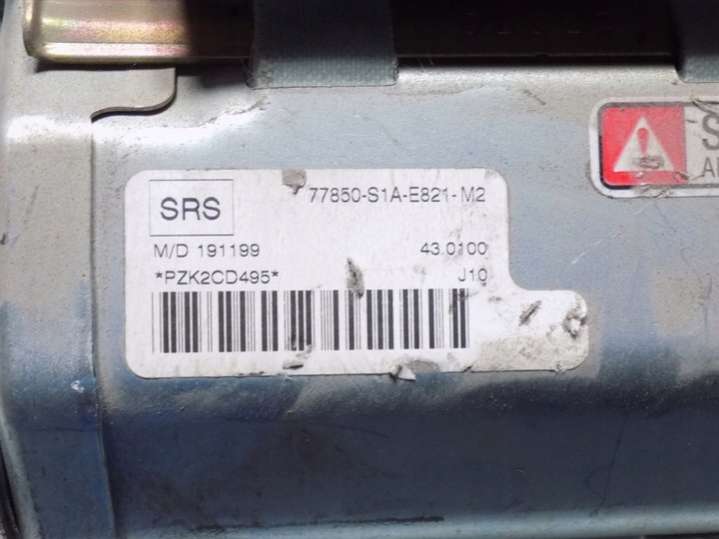 SRS
77850-S1A-E821-M2
M/D 191199
43.0100
*PZK2CD495*
J10